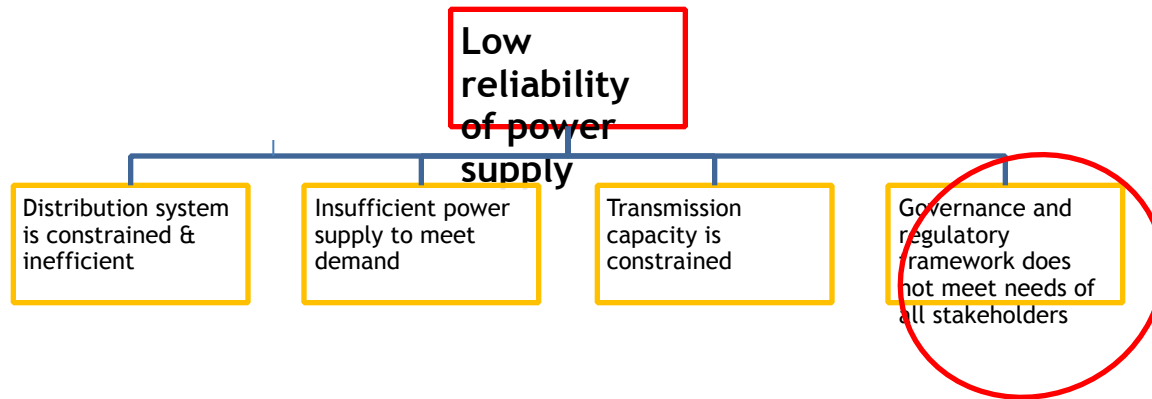 Low
reliability
of power
supply
Distribution system
is constrained &
inefficient
Insufficient power
supply to meet
demand
Transmission
capacity is
constrained
Governance and
regulatory
framework does
not meet needs of
all stakeholders